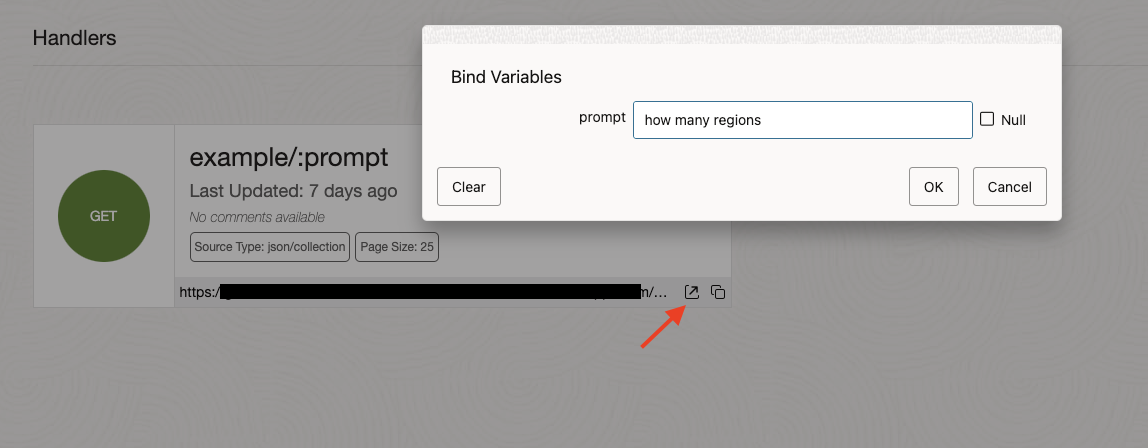 Handlers
Bind Variables
prompt
how many regions
Null
Clear
OK
Cancel
GET
example/:prompt
Last Updated: 7 days ago
No comments available
Source Type: json/collection
Page Size: 25
https:/
m/...